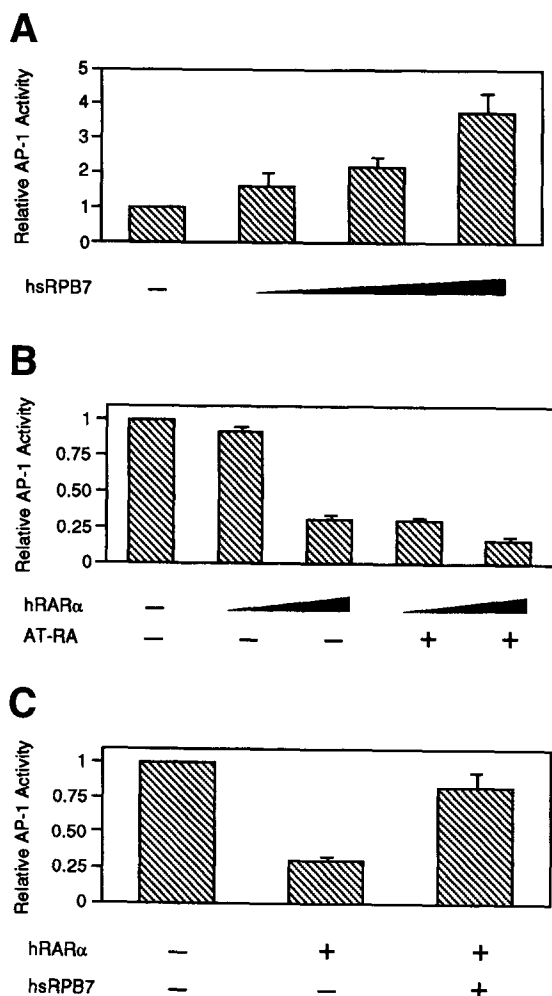 A
Relative AP-1 Activity
5
4
3
2
1
0
hsRPB7
–
B
Relative AP-1 Activity
1
0.75
0.50
0.25
0
hRARα
–
AT-RA
– – – + +
C
Relative AP-1 Activity
1
0.75
0.50
0.25
0
hRARα
– + +
hsRPB7
– – +